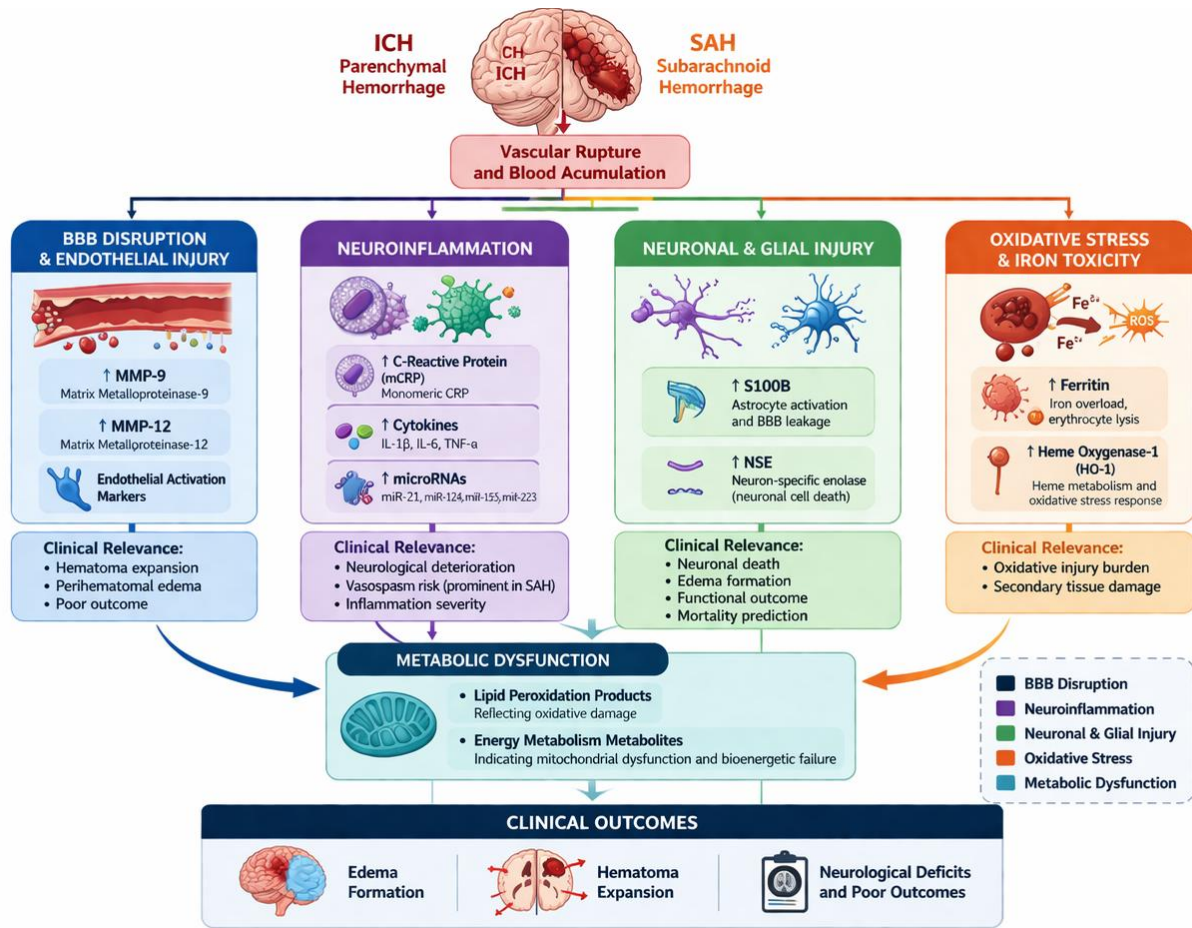 ICH
Parenchymal
Hemorrhage
CH
ICH
SAH
Subarachnoid
Hemorrhage
Vascular Rupture
and Blood Acumulation
BBB DISRUPTION
& ENDOTHELIAL INJURY
↑ MMP-9
Matrix Metalloproteinase-9
↑ MMP-12
Matrix Metalloproteinase-12
Endothelial Activation
Markers
Clinical Relevance:
• Hematoma expansion
• Perihematomal edema
• Poor outcome
NEUROINFLAMMATION
↑ C-Reactive Protein
(mCRP)
Monomeric CRP
↑ Cytokines
IL-1β, IL-6, TNF-α
↑ microRNAs
miR-21, miR-124, miR-155, mit-223
Clinical Relevance:
• Neurological deterioration
• Vasospasm risk (prominent in SAH)
• Inflammation severity
NEURONAL & GLIAL INJURY
↑ S100B
Astrocyte activation
and BBB leakage
↑ NSE
Neuron-specific enolase
(neuronal cell death)
Clinical Relevance:
• Neuronal death
• Edema formation
• Functional outcome
• Mortality prediction
OXIDATIVE STRESS
& IRON TOXICITY
Fe
ROS
Fe
↑ Ferritin
Iron overload,
erythrocyte lysis
↑ Heme Oxygenase-1
(HO-1)
Heme metabolism and
oxidative stress response
Clinical Relevance:
• Oxidative injury burden
• Secondary tissue damage
METABOLIC DYSFUNCTION
• Lipid Peroxidation Products
Reflecting oxidative damage
• Energy Metabolism Metabolites
Indicating mitochondrial dysfunction and bioenergetic failure
BBB Disruption
Neuroinflammation
Neuronal & Glial Injury
Oxidative Stress
Metabolic Dysfunction
CLINICAL OUTCOMES
Edema
Formation
Hematoma
Expansion
Neurological Deficits
and Poor Outcomes